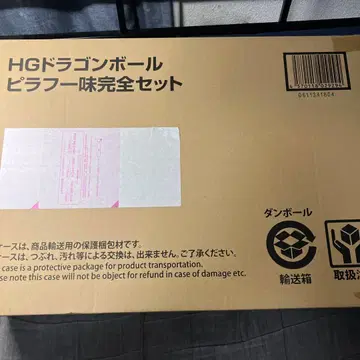 HGドラゴンボール
ピラフ一味完全セット
ケースは、商品輸送用の保護梱包材です。
ースは、つぶれ、汚れ等による交換は、出来ません。ご了承ください。
case is a protective package for product transportation.
se note this case will not be object for refund in case of damage etc.
ダンボール
輸送箱
取扱